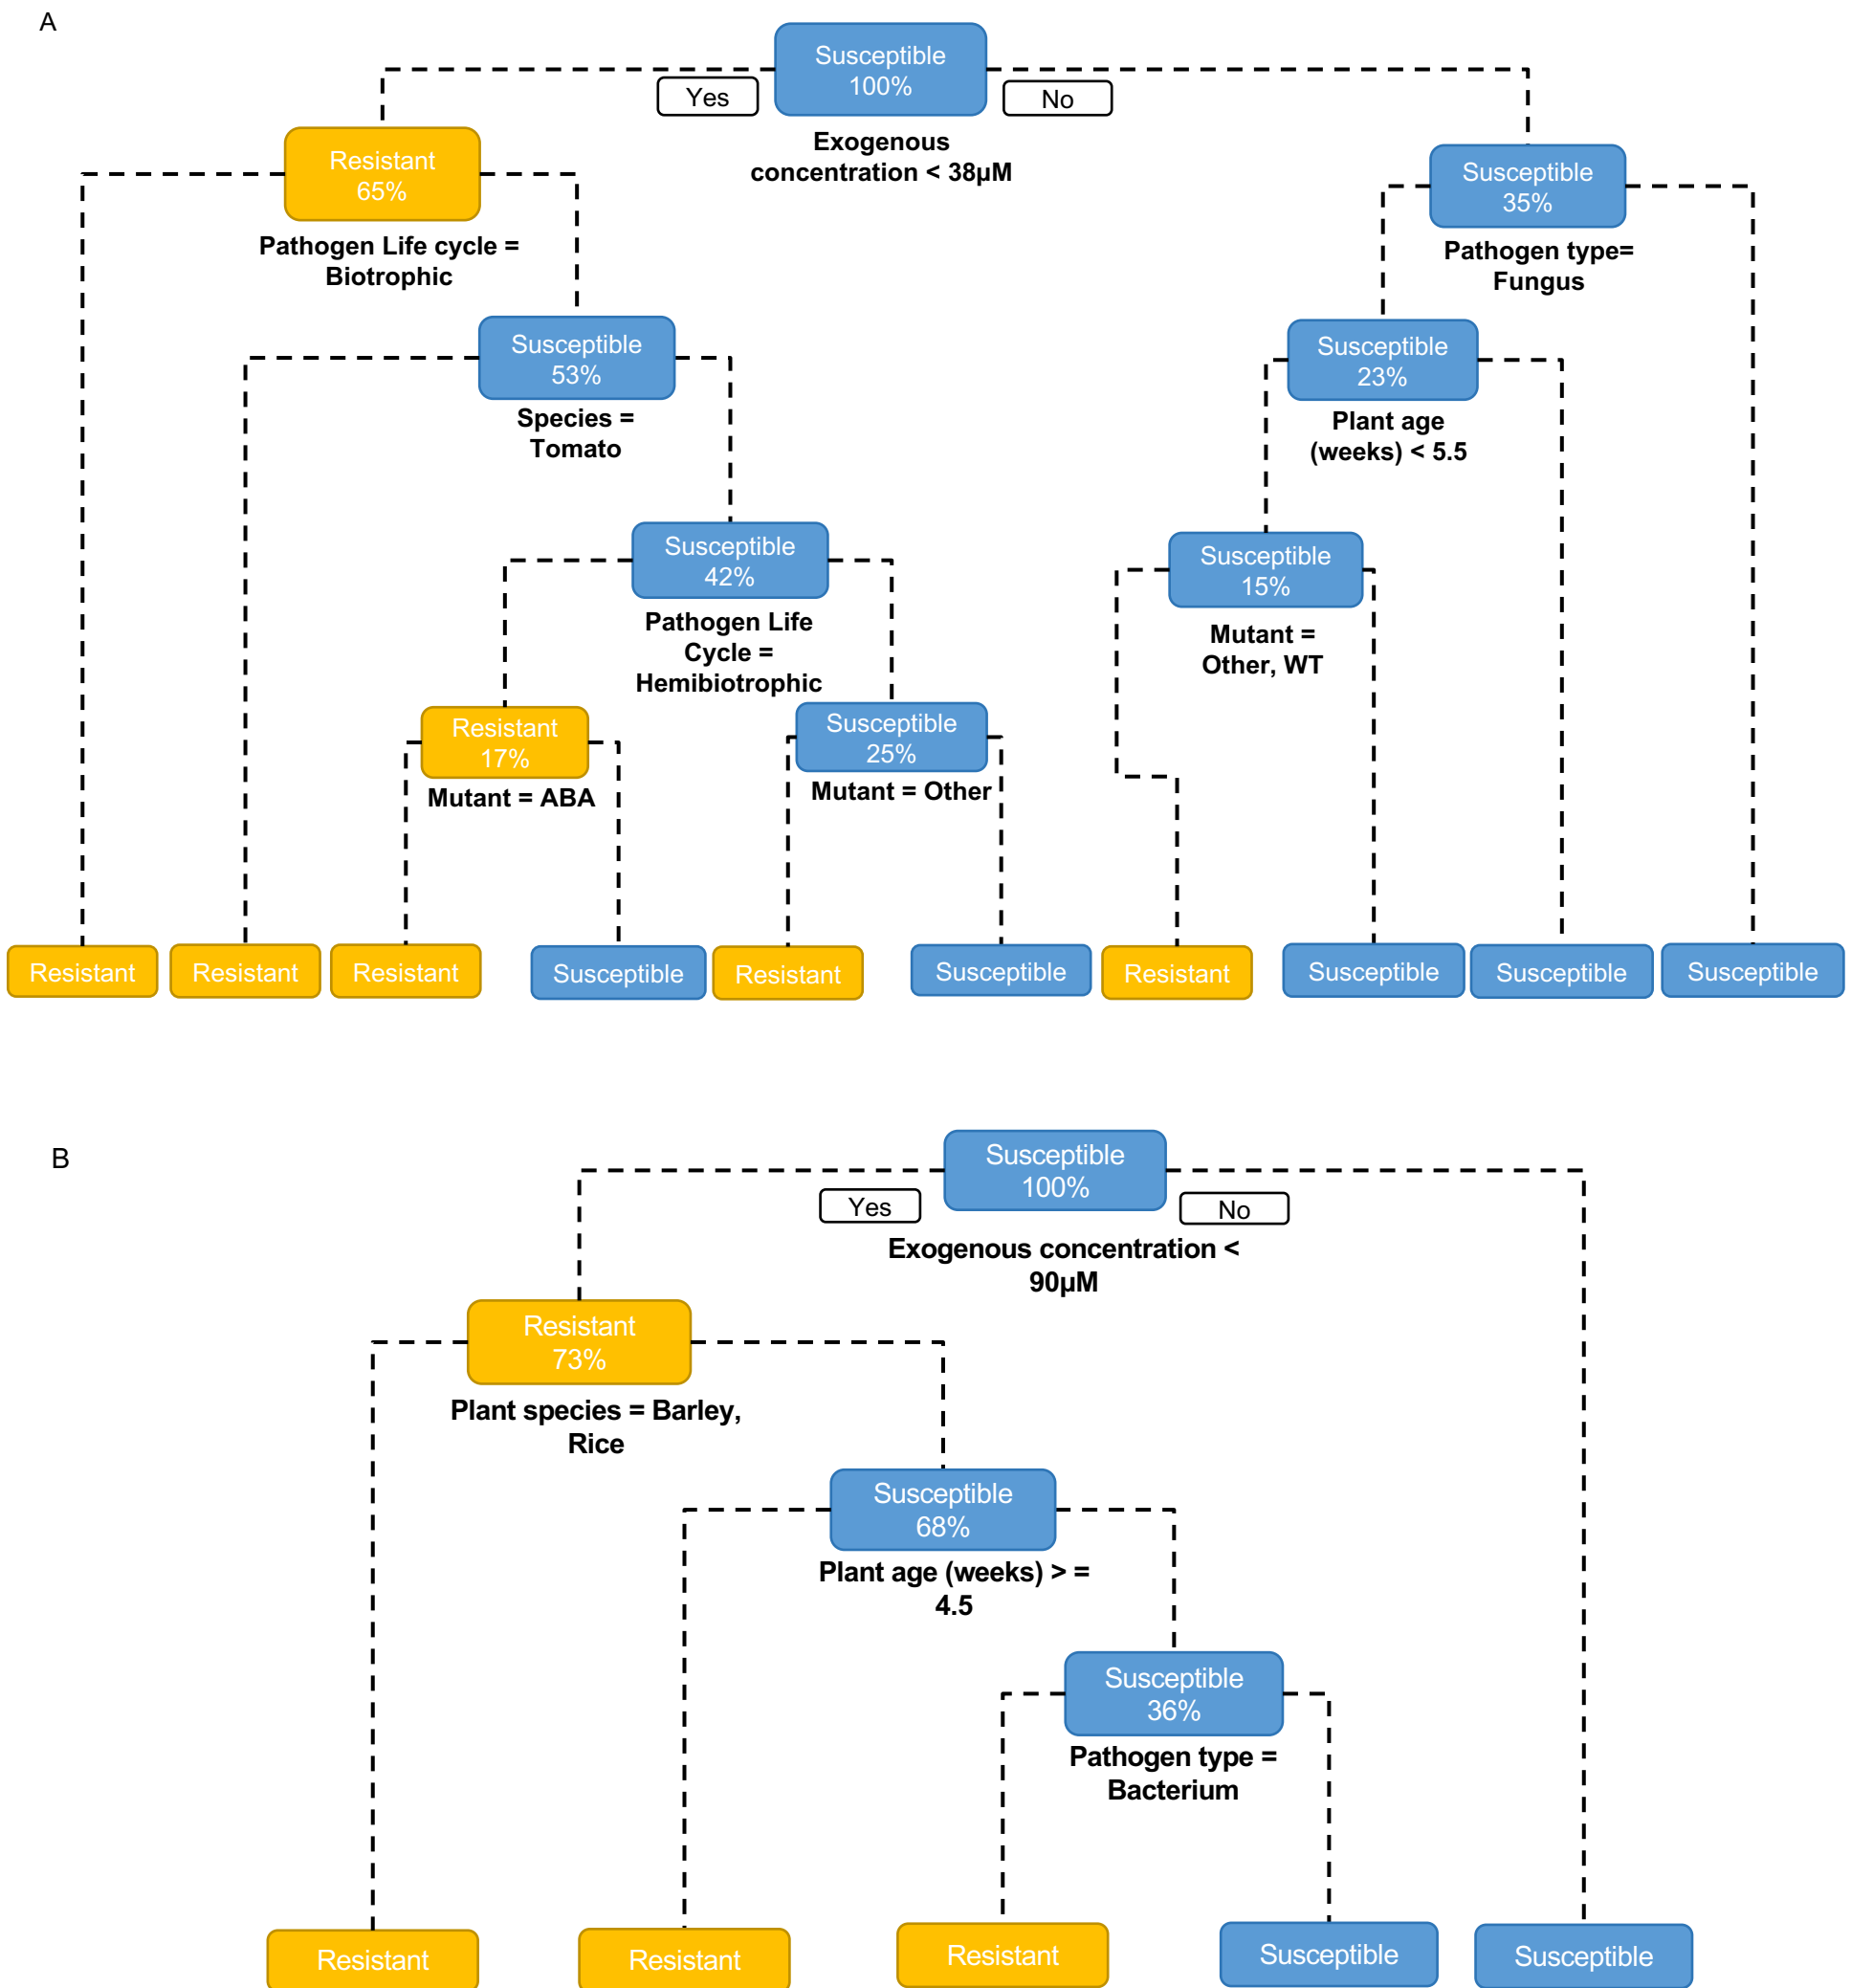 A
Susceptible
100%
Yes
No
Exogenous
concentration < 38µM
Resistant
65%
Pathogen Life cycle =
Biotrophic
Susceptible
35%
Pathogen type=
Fungus
Susceptible
53%
Species =
Tomato
Susceptible
23%
Plant age
(weeks) < 5.5
Susceptible
42%
Pathogen Life
Cycle =
Hemibiotrophic
Susceptible
15%
Mutant =
Other, WT
Resistant
17%
Mutant = ABA
Susceptible
25%
Mutant = Other
Resistant
Resistant
Resistant
Susceptible
Resistant
Susceptible
Resistant
Susceptible
Susceptible
Susceptible
B
Susceptible
100%
Yes
No
Exogenous concentration <
90µM
Resistant
73%
Plant species = Barley,
Rice
Susceptible
68%
Plant age (weeks) > =
4.5
Susceptible
36%
Pathogen type =
Bacterium
Resistant
Resistant
Resistant
Susceptible
Susceptible